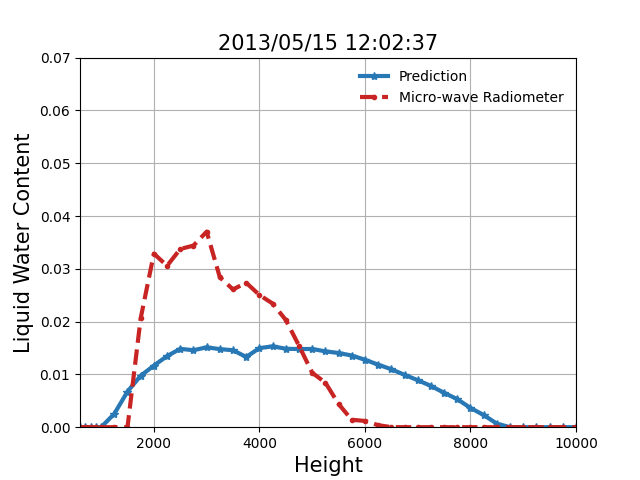 2013/05/15 12:02:37
0.07
0.06
0.05
0.04
0.03
0.02
0.01
0.00
Liquid Water Content
Prediction
Micro-wave Radiometer
2000 4000 6000 8000 10000
Height